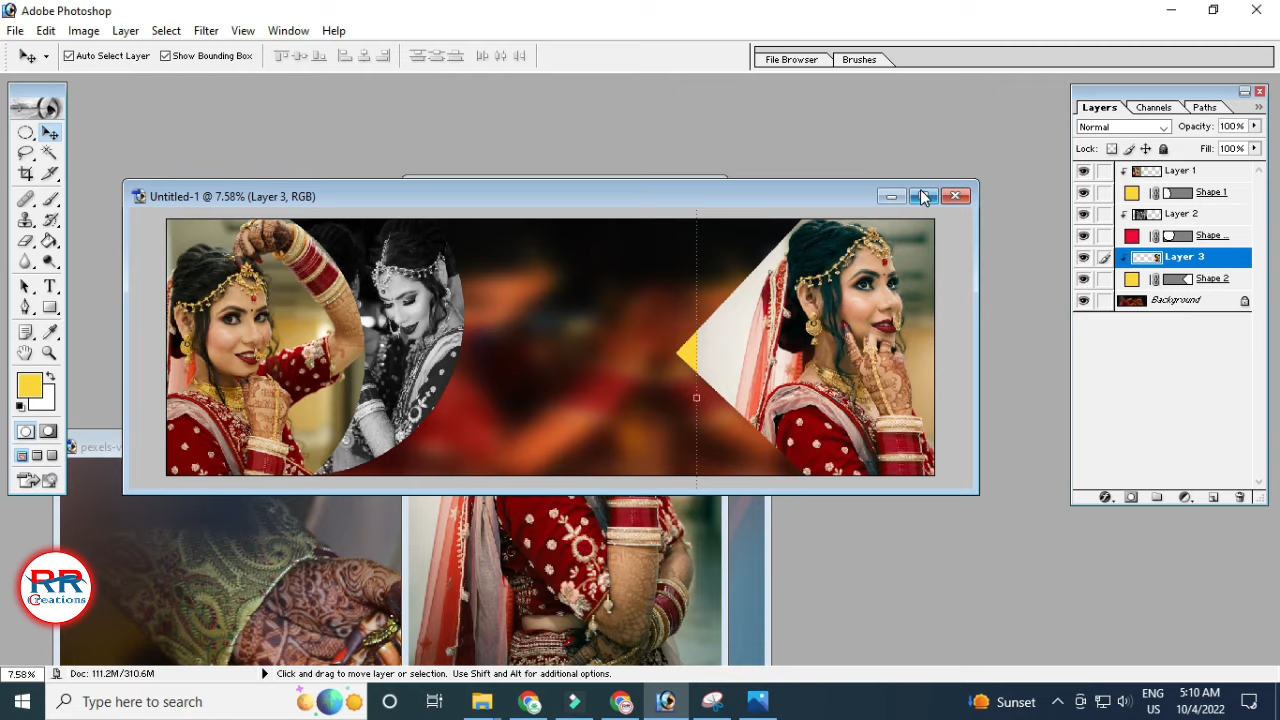 Adobe Photoshop
File Edit Image Layer Select Filter View Window Help
Auto Select Layer Show Bounding Box
File Browser Brushes
Layers Channels Paths
Normal Opacity: 100%
Lock: Fill: 100%
Layer 1
Shape 1
Layer 2
Shape ...
Layer 3
Shape 2
Background
Untitled-1 @ 7.58% (Layer 3, RGB)
pexels-v
RR
Creations
7.58% Doc: 111.2M/310.6M Click and drag to move layer or selection. Use Shift and Alt for additional options.
Type here to search
Sunset
ENG
US
5:10 AM
10/4/2022